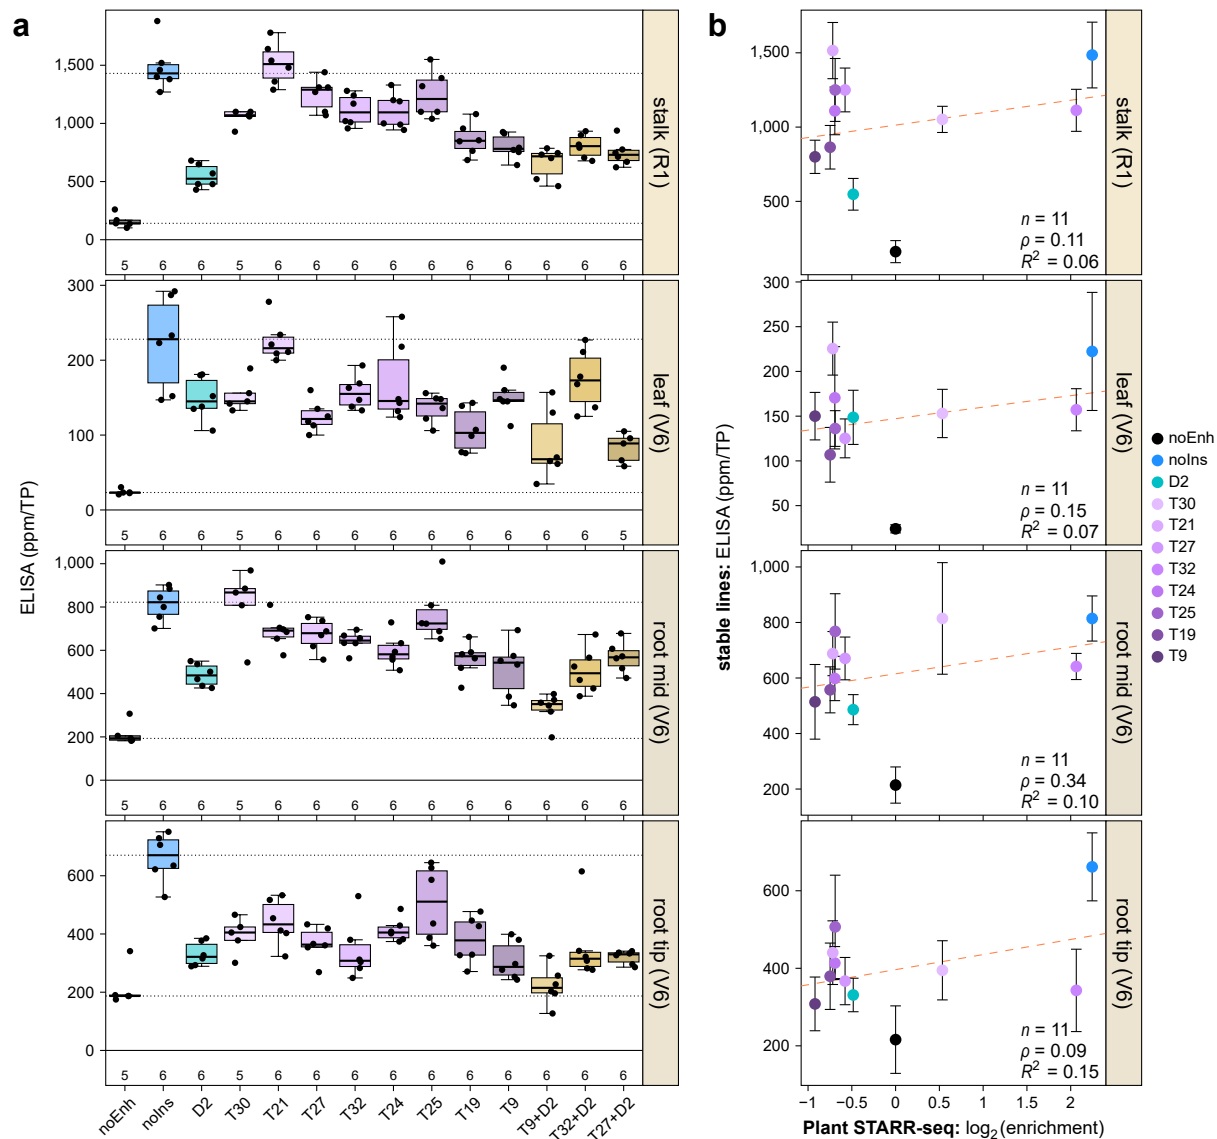 a
ELISA (ppm/TP)
1,500
1,000
500
0
5 6 6 5 6 6 6 6 6 6 6 6 6 6
stalk (R1)
300
200
100
0
5 6 6 5 6 6 6 6 6 6 6 6 6 5
leaf (V6)
1,000
800
600
400
200
0
5 6 6 5 6 6 6 6 6 6 6 6 6 6
root mid (V6)
600
400
200
0
5 6 6 5 6 6 6 6 6 6 6 6 6 6
root tip (V6)
noEnh noIns D2 T30 T21 T27 T32 T24 T25 T19 T9 T9+D2 T32+D2 T27+D2
b
stable lines: ELISA (ppm/TP)
1,500
1,000
500
n = 11
ρ = 0.11
R² = 0.06
stalk (R1)
300
250
200
150
100
50
n = 11
ρ = 0.15
R² = 0.07
leaf (V6)
1,000
800
600
400
200
n = 11
ρ = 0.34
R² = 0.10
root mid (V6)
600
400
200
n = 11
ρ = 0.09
R² = 0.15
root tip (V6)
−1 −0.5 0 0.5 1 1.5 2
Plant STARR-seq: log₂(enrichment)
noEnh
noIns
D2
T30
T21
T27
T32
T24
T25
T19
T9